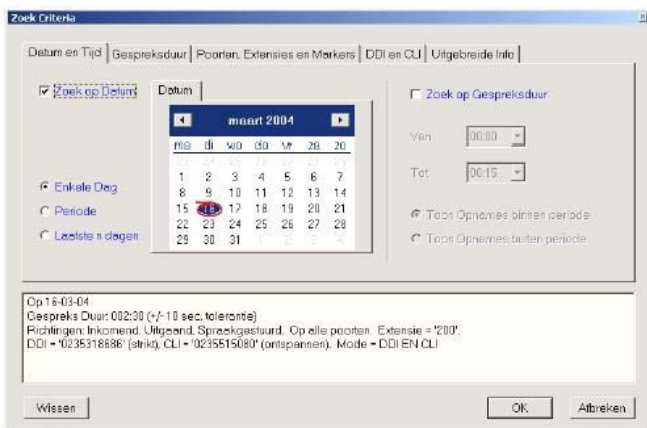 Zoek Criteria
Datum en Tijd Gespreksduur Poorten, Extensies en Markers DDI en CLI Uitgebreide Info
Zoek op Datum
Datum
Zoek op Gespreksduur
maart 2004
ma di wo do vr za zo
1 2 3 4 5 6 7
8 9 10 11 12 13 14
15 16 17 18 19 20 21
22 23 24 25 26 27 28
29 30 31 1 2 3 4
Enkele Dag
Periode
Laatste n dagen
Van 00:00
Tot 00:15
Toon Opnames binnen periode
Toon Opnames buiten periode
Op 16-03-04.
Gespreks Duur: 002:30 (+/- 10 sec. tolerantie)
Richtingen: Inkomend. Uitgaand. Spraakgestuurd. Op alle poorten. Extensie = '200'.
DDI = '0235318686' (strikt), CLI = '0235515080' (ontspannen). Mode = DDI EN CLI
Wissen
OK
Afbreken